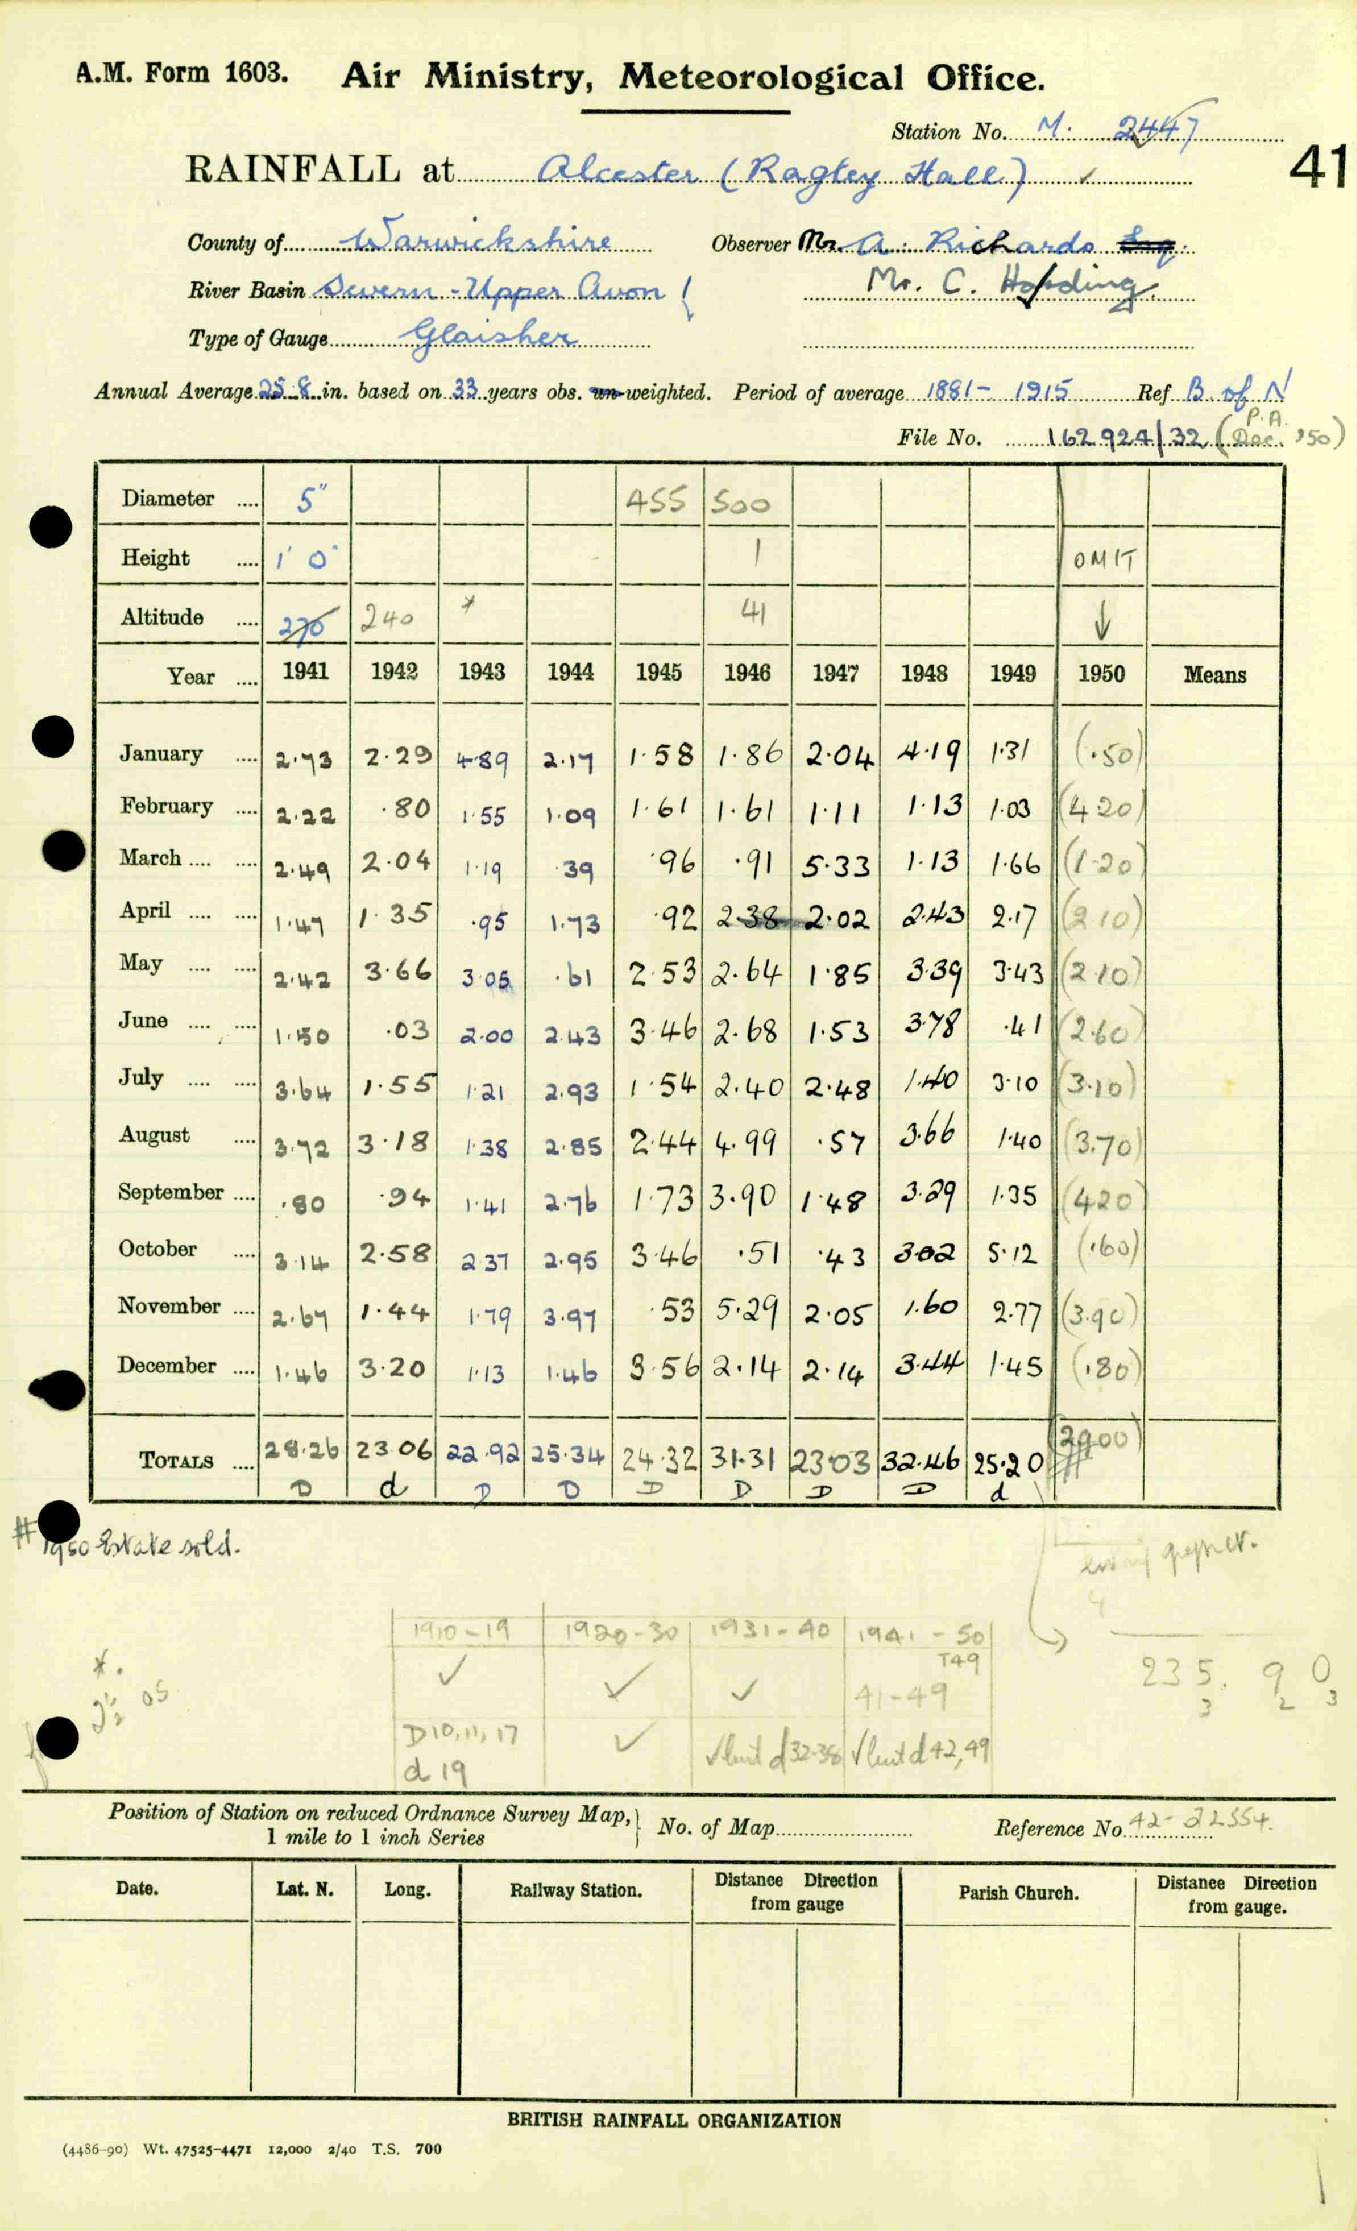 A.M. Form 1603. Air Ministry, Meteorological Office.
Station No. M. 2447
41
RAINFALL at Alcester (Ragley Hall) ✓
County of Warwickshire Observer Mr. A. Richards Esq.
River Basin Severn - Upper Avon Mr. C. Harding.
Type of Gauge Glaisher
Annual Average 25.8 in. based on 33 years obs. un-weighted. Period of average 1881 - 1915 Ref B. of N
P.A.
File No. 162924/32 (Dec. '50)
Diameter .... 5" 455 500
Height .... 1' 0" 1 OMIT
Altitude .... 270 240 * 41 ↓
Year .... 1941 1942 1943 1944 1945 1946 1947 1948 1949 1950 Means
January .... 2.73 2.29 4.89 2.17 1.58 1.86 2.04 4.19 1.31 (.50)
February .... 2.22 .80 1.55 1.09 1.61 1.61 1.11 1.13 1.03 (4.20)
March .... .... 2.49 2.04 1.19 .39 .96 .91 5.33 1.13 1.66 (1.20)
April .... .... 1.47 1.35 .95 1.73 .92 2.38 2.02 2.43 2.17 (2.10)
May .... .... 2.42 3.66 3.05 .61 2.53 2.64 1.85 3.39 3.43 (2.10)
June .... .... 1.50 .03 2.00 2.43 3.46 2.68 1.53 3.78 .41 (2.60)
July .... .... 3.64 1.55 1.21 2.93 1.54 2.40 2.48 1.40 3.10 (3.10)
August .... 3.72 3.18 1.38 2.85 2.44 4.99 .57 3.66 1.40 (3.70)
September .... .80 .94 1.41 2.76 1.73 3.90 1.48 3.29 1.35 (4.20)
October .... 3.14 2.58 2.37 2.95 3.46 .51 .43 3.02 5.12 (.60)
November .... 2.67 1.44 1.79 3.97 .53 5.29 2.05 1.60 2.77 (3.90)
December .... 1.46 3.20 1.13 1.46 3.56 2.14 2.14 3.44 1.45 (.80)
TOTALS .... 28.26 23.06 22.92 25.34 24.32 31.31 23.03 32.46 25.20 (29.00)
D d D D D D D D d #
# 1950 Estate sold.
1910-19 1920-30 1931-40 1941-50
T49
✓ ✓ ✓ 41-49
D10,11,17 ✓ ✓ but d 32-38 ✓ but d 42,49
d 19
235. 90
3 2 3
Position of Station on reduced Ordnance Survey Map, 1 mile to 1 inch Series } No. of Map Reference No. 42-22554.
Date. Lat. N. Long. Railway Station. Distance Direction from gauge Parish Church. Distance Direction from gauge.
BRITISH RAINFALL ORGANIZATION
(4486-90) Wt. 47525-4471 12,000 2/40 T.S. 700